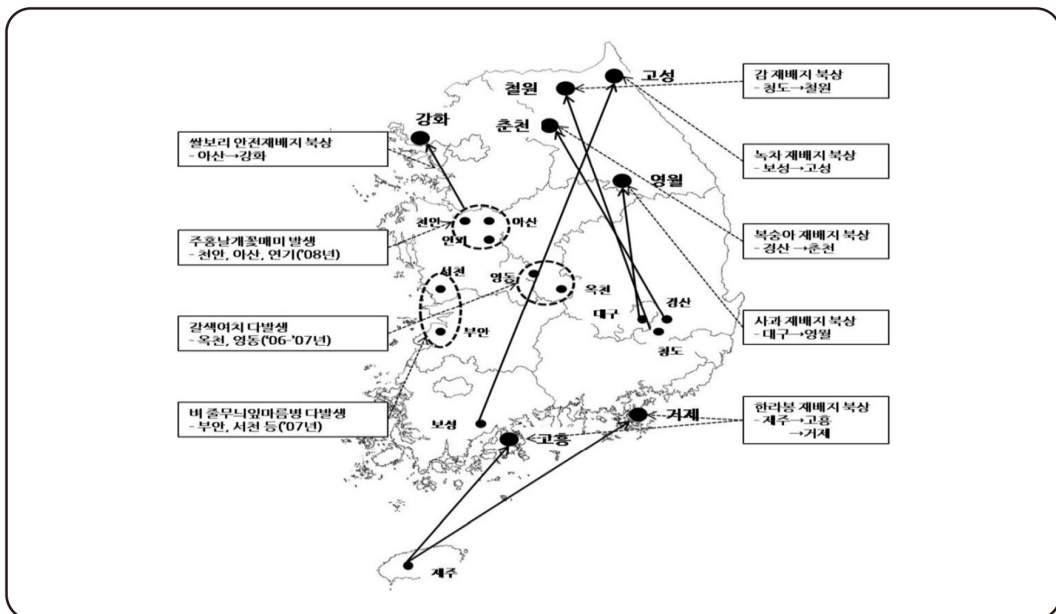 고성
철원
강화
춘천
영월
천안
아산
연기
서천
영동
옥천
부안
대구
경산
청도
보성
고흥
거제
제주
쌀보리 안전재배지 북상
- 아산→강화
주홍날개꽃매미 발생
- 천안, 아산, 연기('08년)
갈색여치 다발생
- 옥천, 영동('06-'07년)
벼 줄무늬잎마름병 다발생
- 부안, 서천 등('07년)
감 재배지 북상
- 청도→철원
녹차 재배지 북상
- 보성→고성
복숭아 재배지 북상
- 경산→춘천
사과 재배지 북상
- 대구→영월
한라봉 재배지 북상
- 제주→고흥
→거제